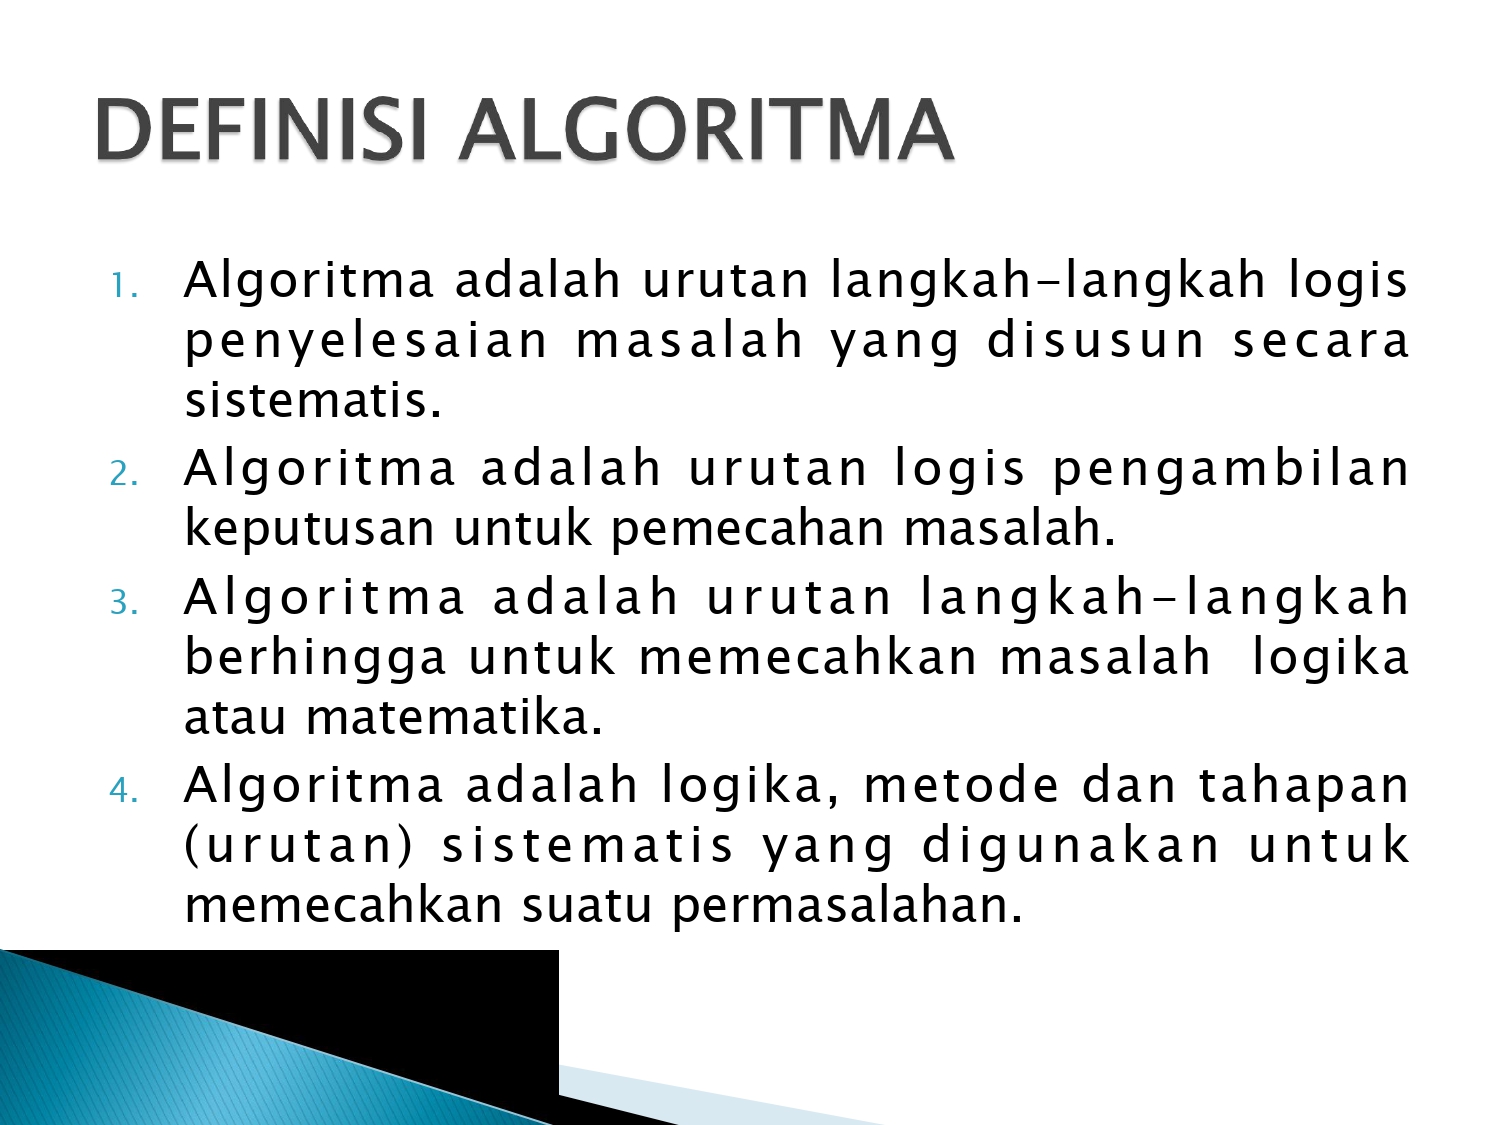 DEFINISI ALGORITMA
1. Algoritma adalah urutan langkah-langkah logis
penyelesaian masalah yang disusun secara
sistematis.
2. Algoritma adalah urutan logis pengambilan
keputusan untuk pemecahan masalah.
3. Algoritma adalah urutan langkah-langkah
berhingga untuk memecahkan masalah logika
atau matematika.
4. Algoritma adalah logika, metode dan tahapan
(urutan) sistematis yang digunakan untuk
memecahkan suatu permasalahan.